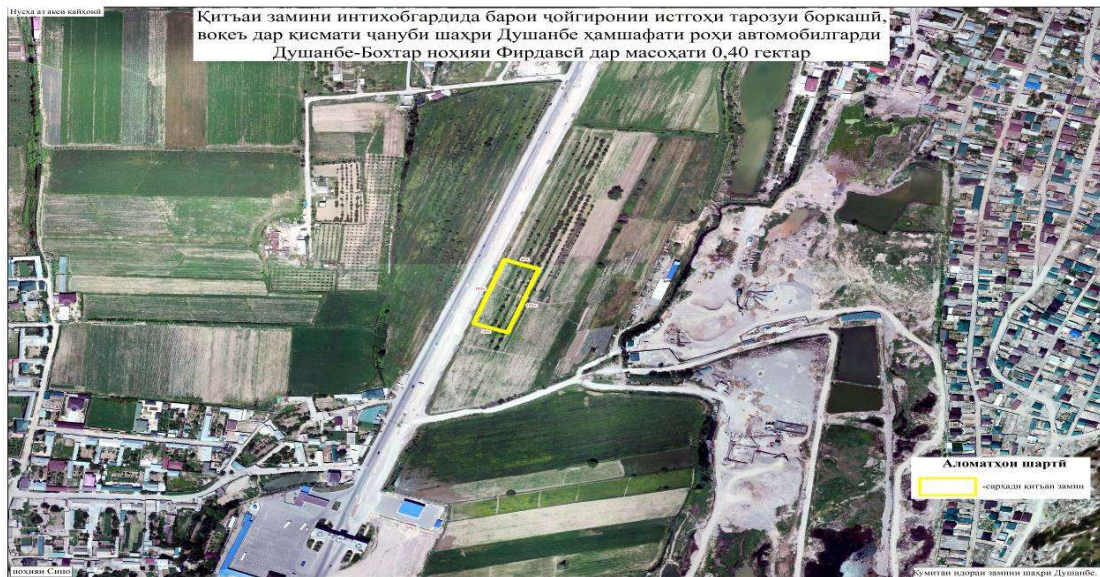 Нусха аз акси кайҳонӣ
Қитъаи замини интихобгардида барои ҷойгиронии истгоҳи тарозуи боркашӣ,
воқеъ дар қисмати ҷануби шаҳри Душанбе ҳамшафати роҳи автомобилгарди
Душанбе-Бохтар ноҳияи Фирдавсӣ дар масоҳати 0,40 гектар
Аломатҳои шартӣ
-сарҳади қитъаи замин
ноҳияи Сино
Кумитаи идораи замини шаҳри Душанбе.